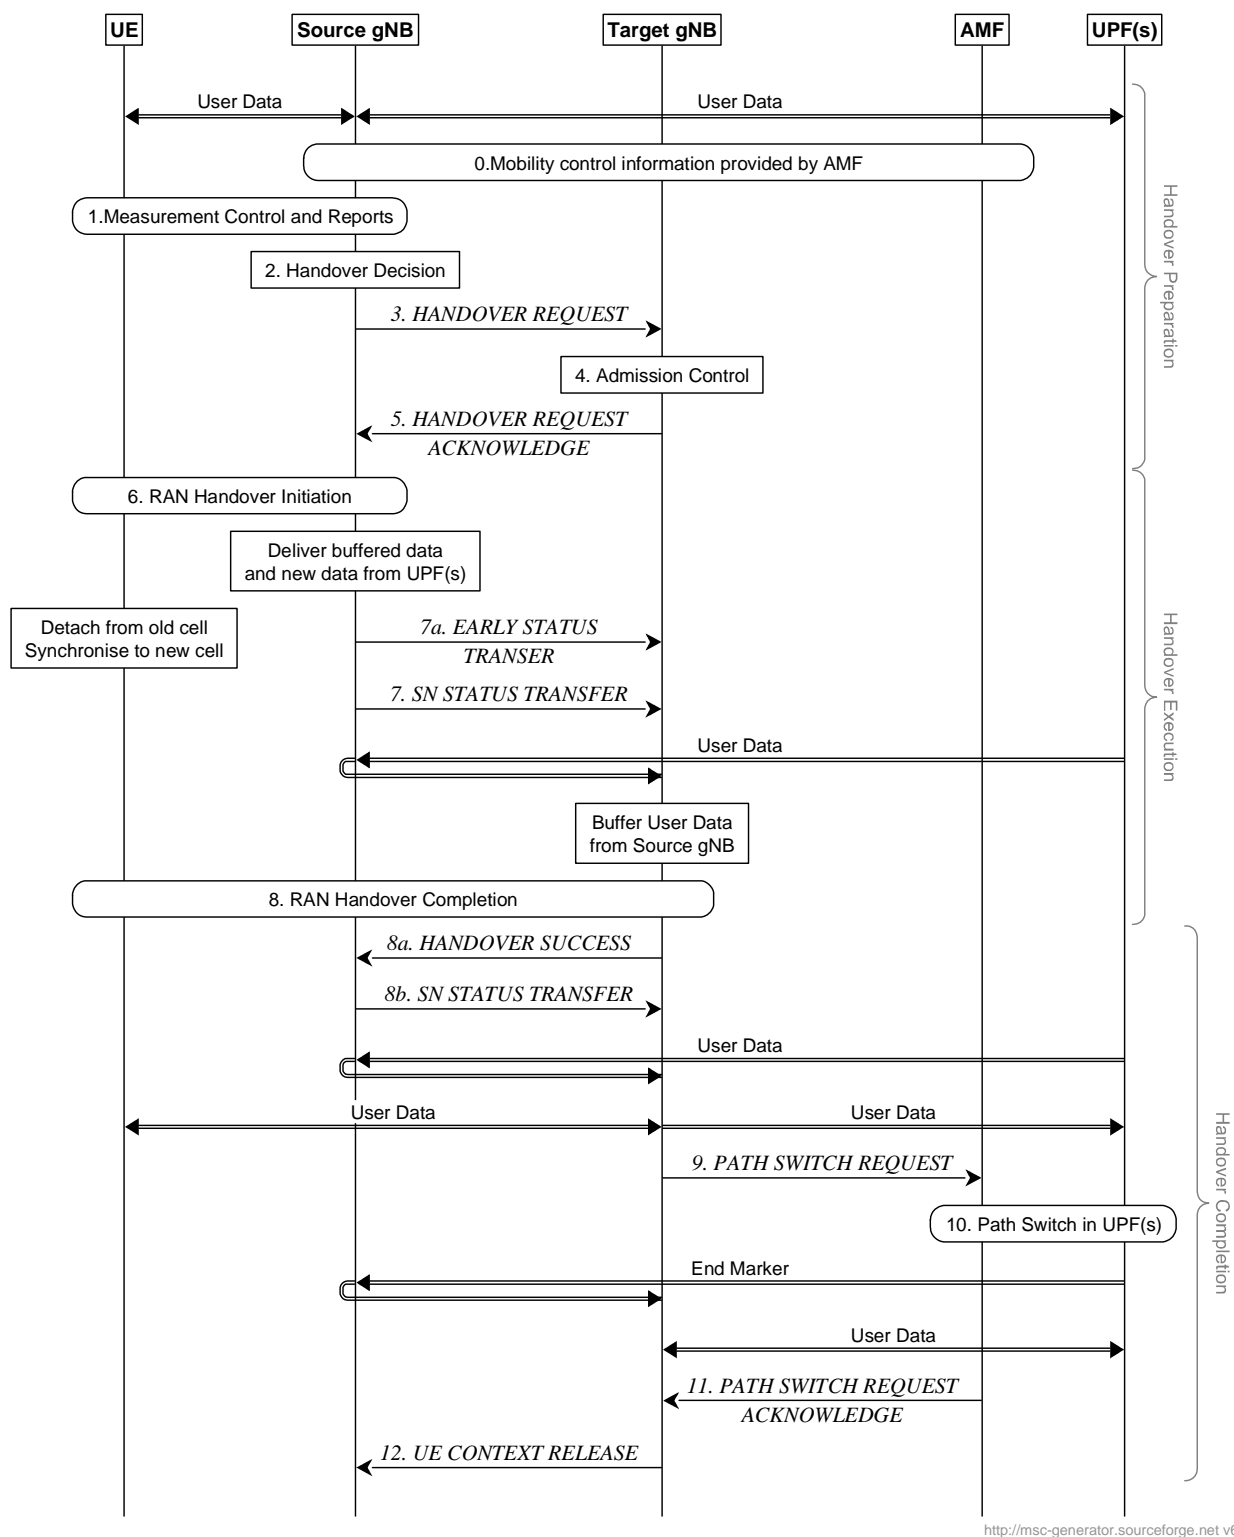 UE
Source gNB
Target gNB
AMF
UPF(s)
User Data
User Data
0.Mobility control information provided by AMF
1.Measurement Control and Reports
2. Handover Decision
3. HANDOVER REQUEST
4. Admission Control
5. HANDOVER REQUEST
ACKNOWLEDGE
Handover Preparation
6. RAN Handover Initiation
Deliver buffered data
and new data from UPF(s)
Detach from old cell
Synchronise to new cell
7a. EARLY STATUS
TRANSER
7. SN STATUS TRANSFER
User Data
Buffer User Data
from Source gNB
8. RAN Handover Completion
Handover Execution
8a. HANDOVER SUCCESS
8b. SN STATUS TRANSFER
User Data
User Data
User Data
9. PATH SWITCH REQUEST
10. Path Switch in UPF(s)
End Marker
User Data
11. PATH SWITCH REQUEST
ACKNOWLEDGE
12. UE CONTEXT RELEASE
Handover Completion
http://msc-generator.sourceforge.net v6